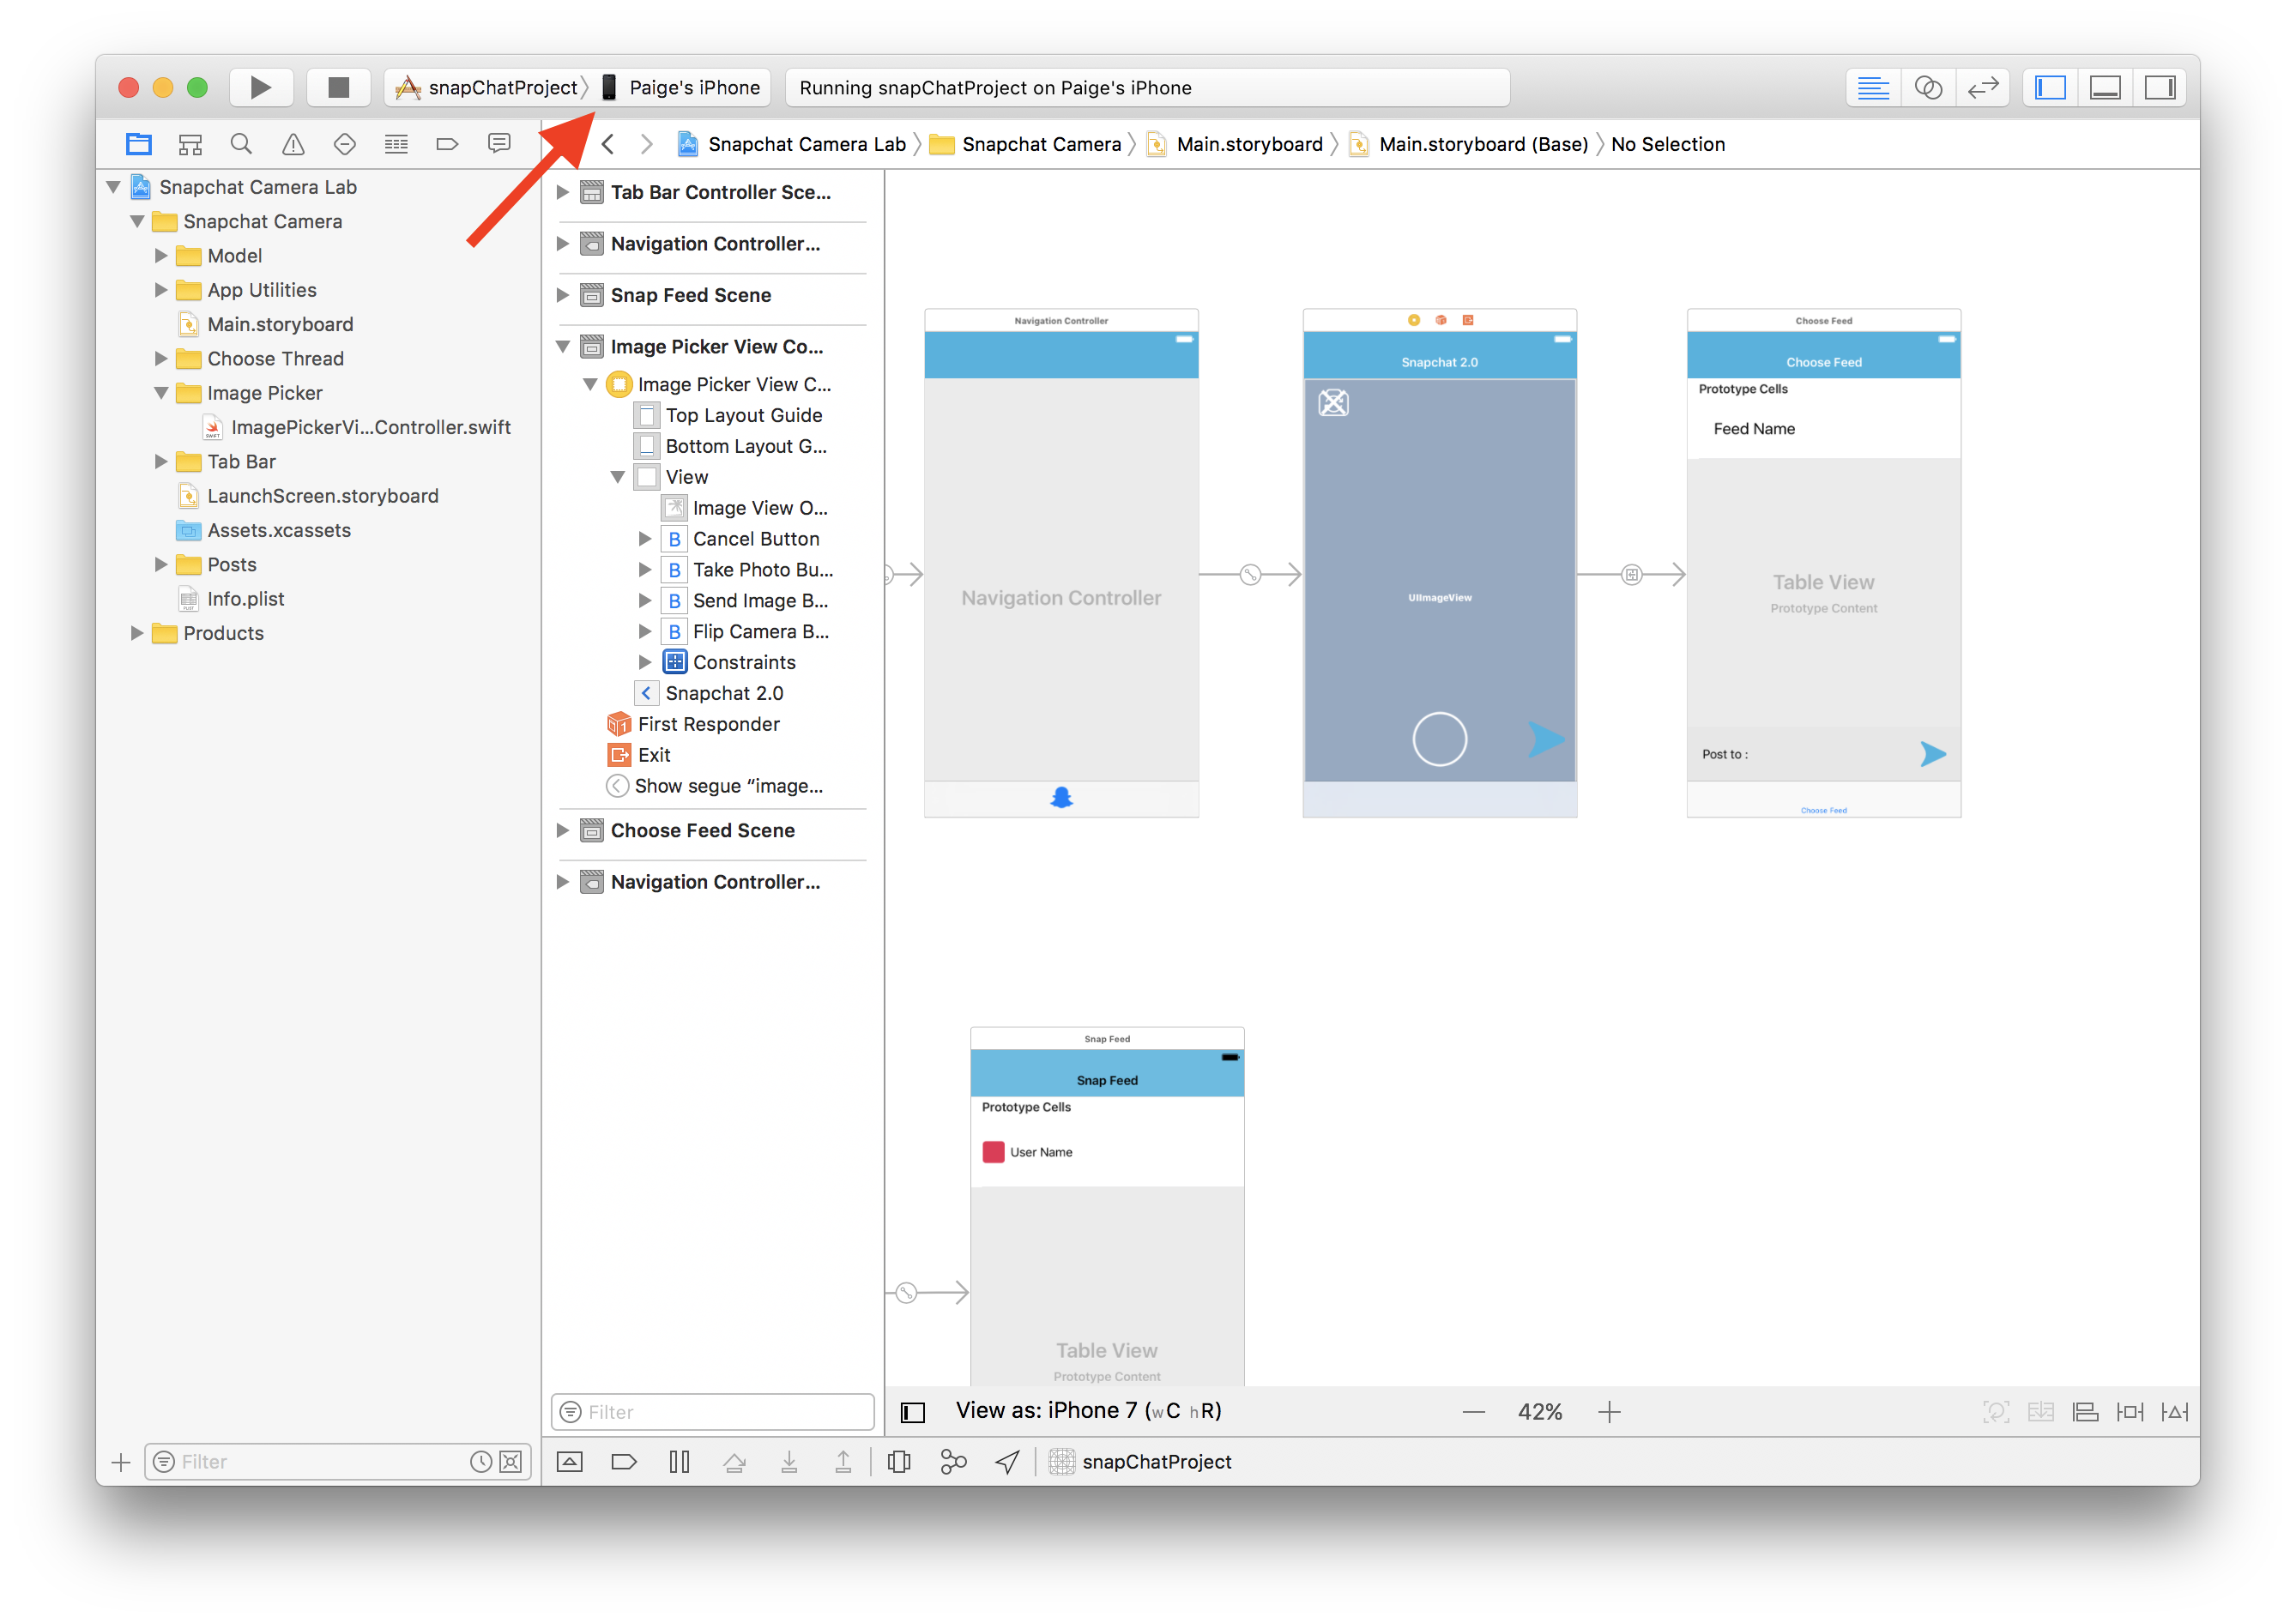 snapChatProject Paige's iPhone
Running snapChatProject on Paige's iPhone
Snapchat Camera Lab Snapchat Camera Main.storyboard Main.storyboard (Base) No Selection
Snapchat Camera Lab
Snapchat Camera
Model
App Utilities
Main.storyboard
Choose Thread
Image Picker
ImagePickerVi...Controller.swift
Tab Bar
LaunchScreen.storyboard
Assets.xcassets
Posts
Info.plist
Products
Filter
Tab Bar Controller Sce...
Navigation Controller...
Snap Feed Scene
Image Picker View Co...
Image Picker View C...
Top Layout Guide
Bottom Layout G...
View
Image View O...
B Cancel Button
B Take Photo Bu...
B Send Image B...
B Flip Camera B...
Constraints
Snapchat 2.0
First Responder
Exit
Show segue “image...
Choose Feed Scene
Navigation Controller...
Filter
Navigation Controller
Navigation Controller
Snapchat 2.0
UIImageView
Choose Feed
Choose Feed
Prototype Cells
Feed Name
Table View
Prototype Content
Post to :
Choose Feed
Snap Feed
Snap Feed
Prototype Cells
User Name
Table View
Prototype Content
View as: iPhone 7 (wC hR)
42%
snapChatProject